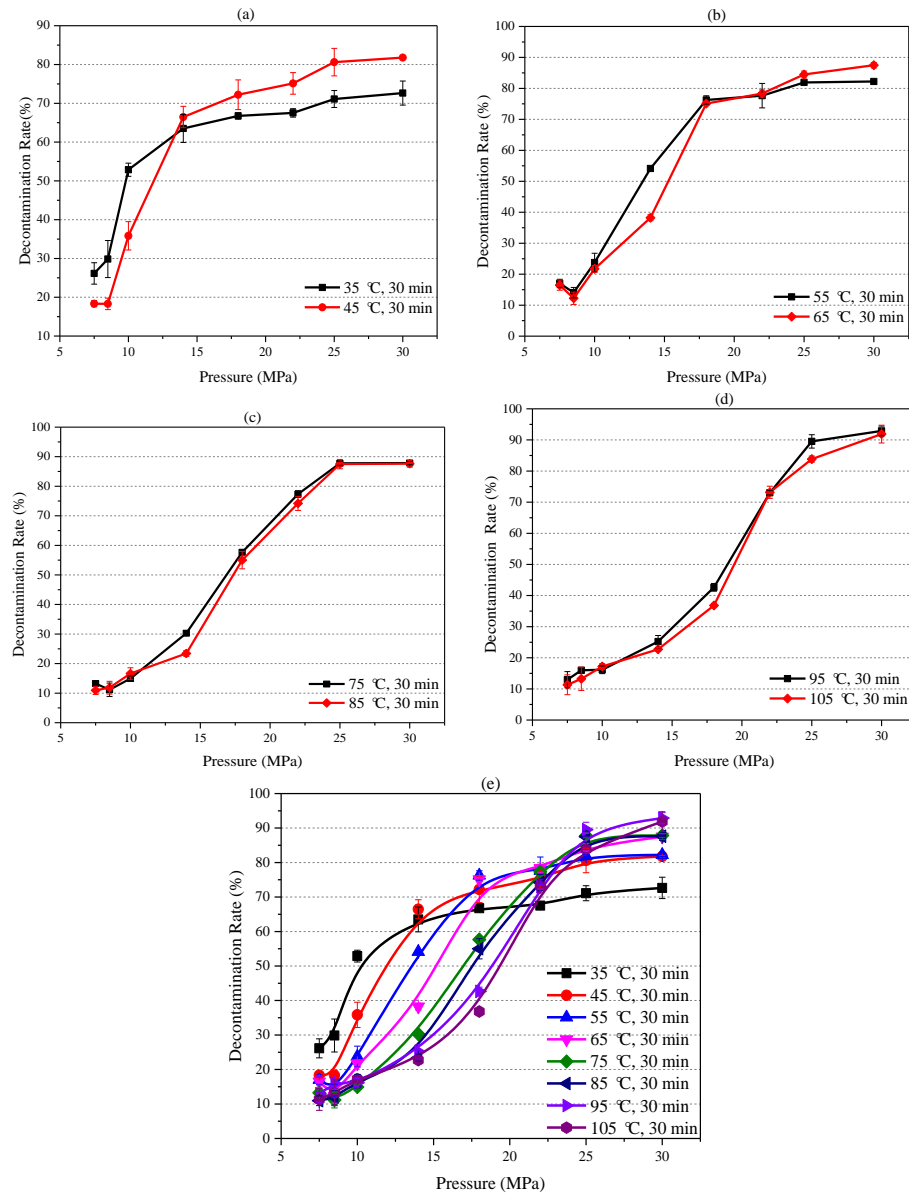 (a)
90
80
70
60
50
40
30
20
10
5 10 15 20 25 30
Decontamination Rate(%)
Pressure (MPa)
35 ℃, 30 min
45 ℃, 30 min
(b)
100
90
80
70
60
50
40
30
20
10
0
5 10 15 20 25 30
Decontamination Rate (%)
Pressure (MPa)
55 ℃, 30 min
65 ℃, 30 min
(c)
100
90
80
70
60
50
40
30
20
10
0
5 10 15 20 25 30
Decontamination Rate (%)
Pressure (MPa)
75 ℃, 30 min
85 ℃, 30 min
(d)
100
90
80
70
60
50
40
30
20
10
0
5 10 15 20 25 30
Decontamination Rate (%)
Pressure (MPa)
95 ℃, 30 min
105 ℃, 30 min
(e)
100
90
80
70
60
50
40
30
20
10
0
5 10 15 20 25 30
Decontamination Rate (%)
Pressure (MPa)
35 ℃, 30 min
45 ℃, 30 min
55 ℃, 30 min
65 ℃, 30 min
75 ℃, 30 min
85 ℃, 30 min
95 ℃, 30 min
105 ℃, 30 min